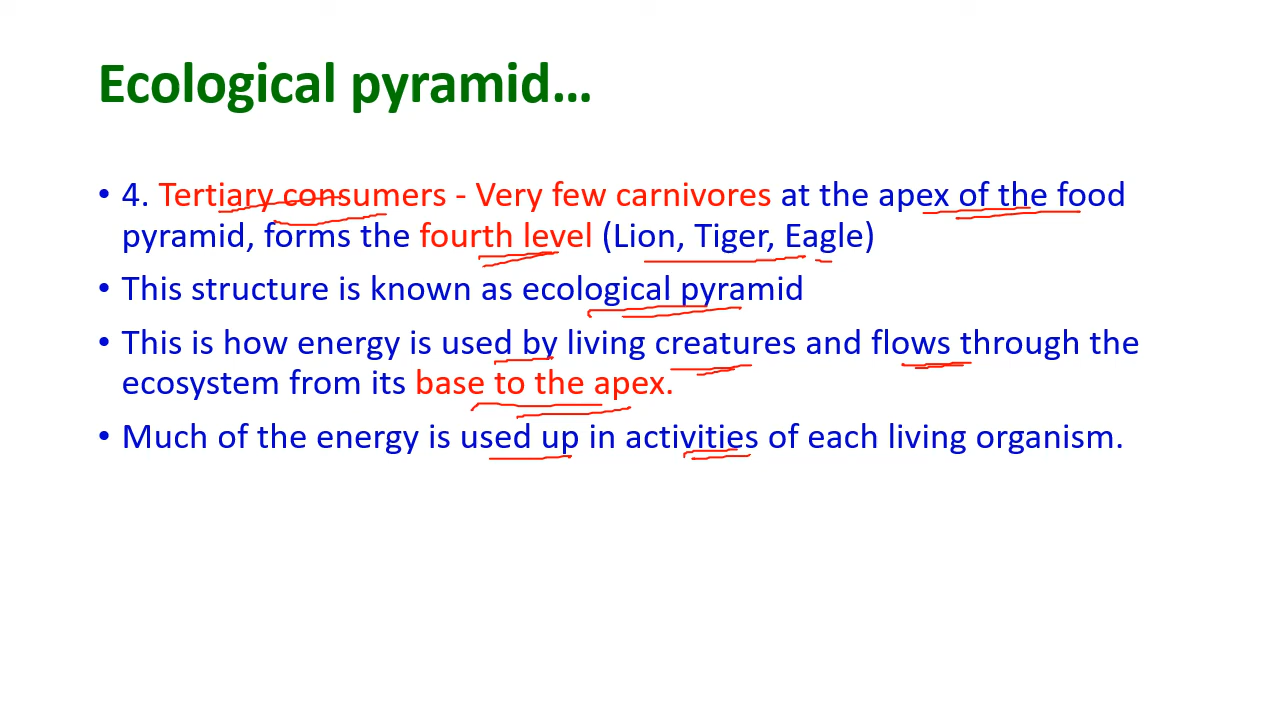 Ecological pyramid...
• 4. Tertiary consumers - Very few carnivores at the apex of the food
pyramid, forms the fourth level (Lion, Tiger, Eagle)
• This structure is known as ecological pyramid
• This is how energy is used by living creatures and flows through the
ecosystem from its base to the apex.
• Much of the energy is used up in activities of each living organism.